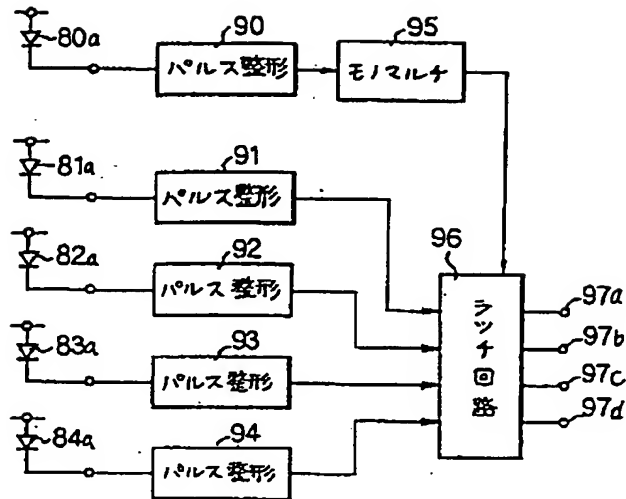 80a
90
パルス整形
95
モノマルチ
81a
91
パルス整形
82a
92
パルス整形
83a
93
パルス整形
84a
94
パルス整形
96
ラッチ回路
97a
97b
97c
97d